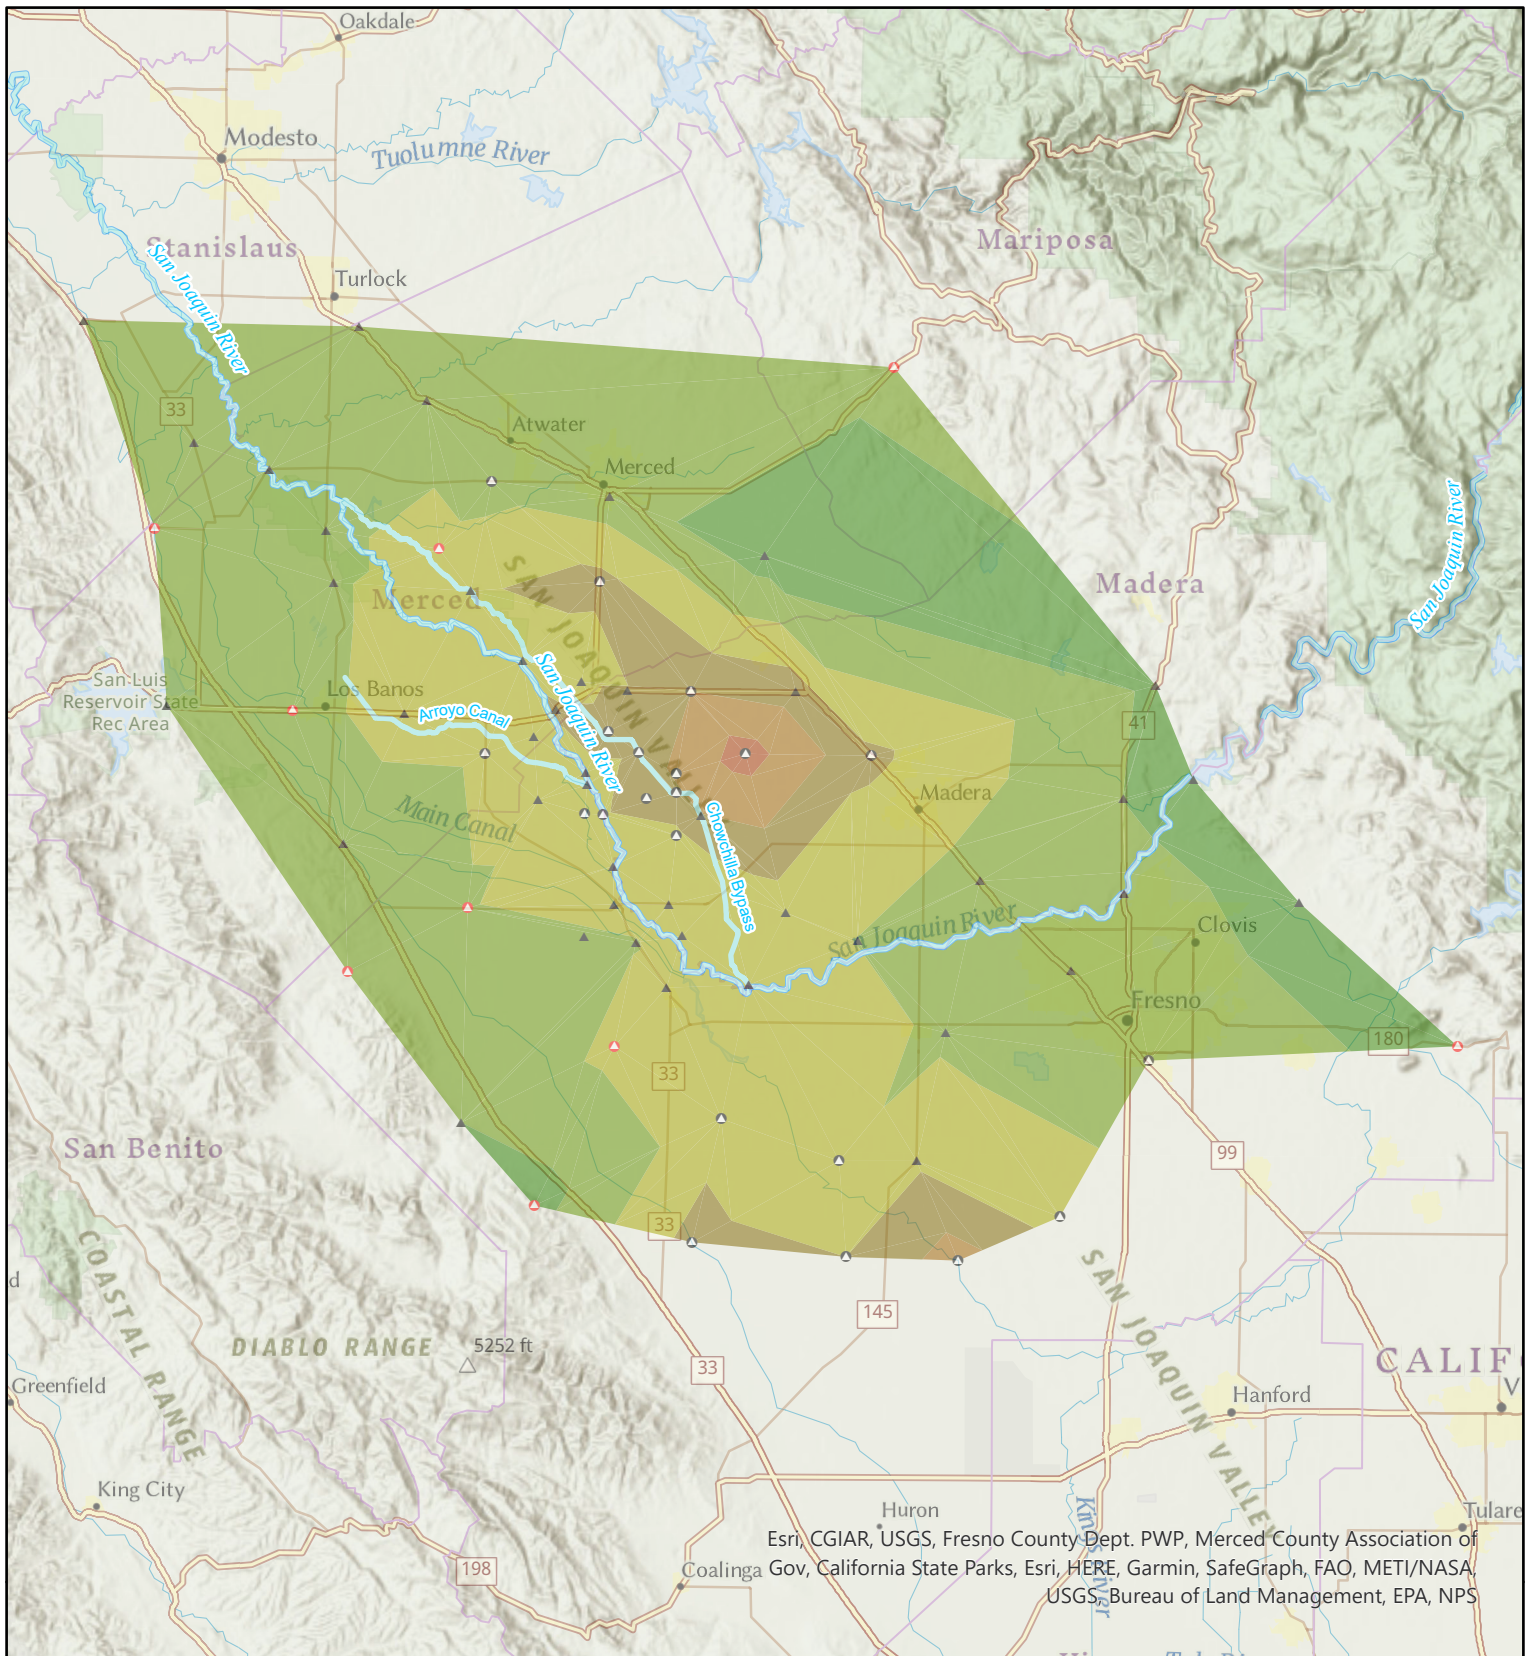 Oakdale
Modesto
Tuolumne River
Stanislaus
San Joaquin River
Mariposa
Turlock
33
Atwater
Merced
San Joaquin River
SAN JOAQUIN VALLEY
Merced
Madera
San Luis
Reservoir State
Rec Area
Los Banos
Arroyo Canal
San Joaquin River
41
Main Canal
Chowchilla Bypass
Madera
San Joaquin River
Clovis
Fresno
180
33
San Benito
99
33
COASTAL RANGE
SAN JOAQUIN VALLEY
d
145
DIABLO RANGE
5252 ft
33
CALIF
V
Greenfield
Hanford
King City
Huron
Kings River
Tulare
Esri, CGIAR, USGS, Fresno County Dept. PWP, Merced County Association of
Gov, California State Parks, Esri, HERE, Garmin, SafeGraph, FAO, METI/NASA,
USGS, Bureau of Land Management, EPA, NPS
198
Coalinga